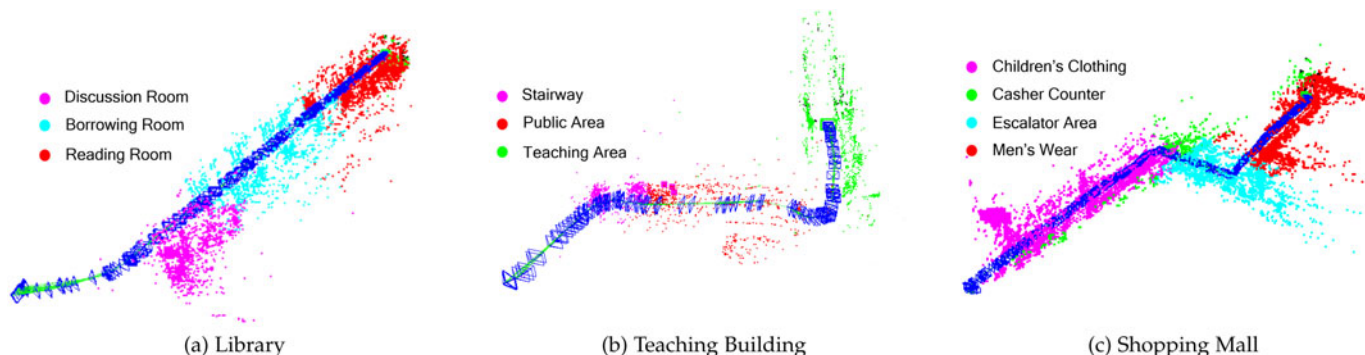 Discussion Room
Borrowing Room
Reading Room
(a) Library
Stairway
Public Area
Teaching Area
(b) Teaching Building
Children's Clothing
Casher Counter
Escalator Area
Men's Wear
(c) Shopping Mall